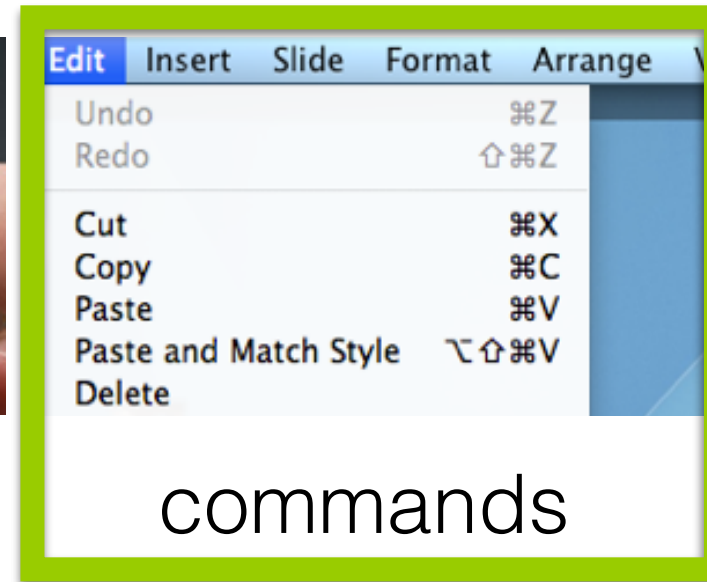 Edit Insert Slide Format Arrange
Undo ⌘Z
Redo ⇧⌘Z
Cut ⌘X
Copy ⌘C
Paste ⌘V
Paste and Match Style ⌥⇧⌘V
Delete
commands